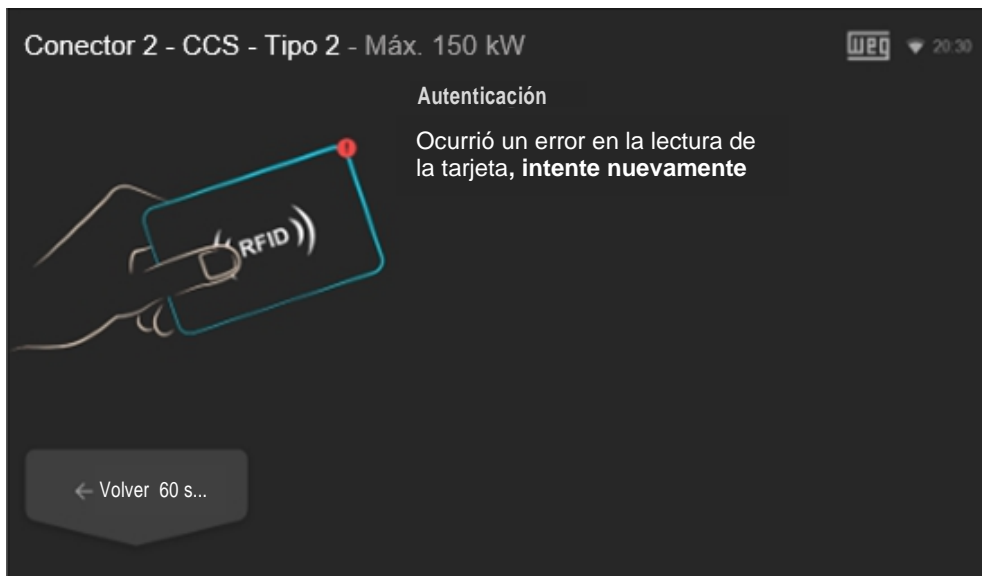 Conector 2 - CCS - Tipo 2 - Máx. 150 kW
weg 20:30
Autenticación
Ocurrió un error en la lectura de
la tarjeta, intente nuevamente
! 
((RFID))
← Volver 60 s...